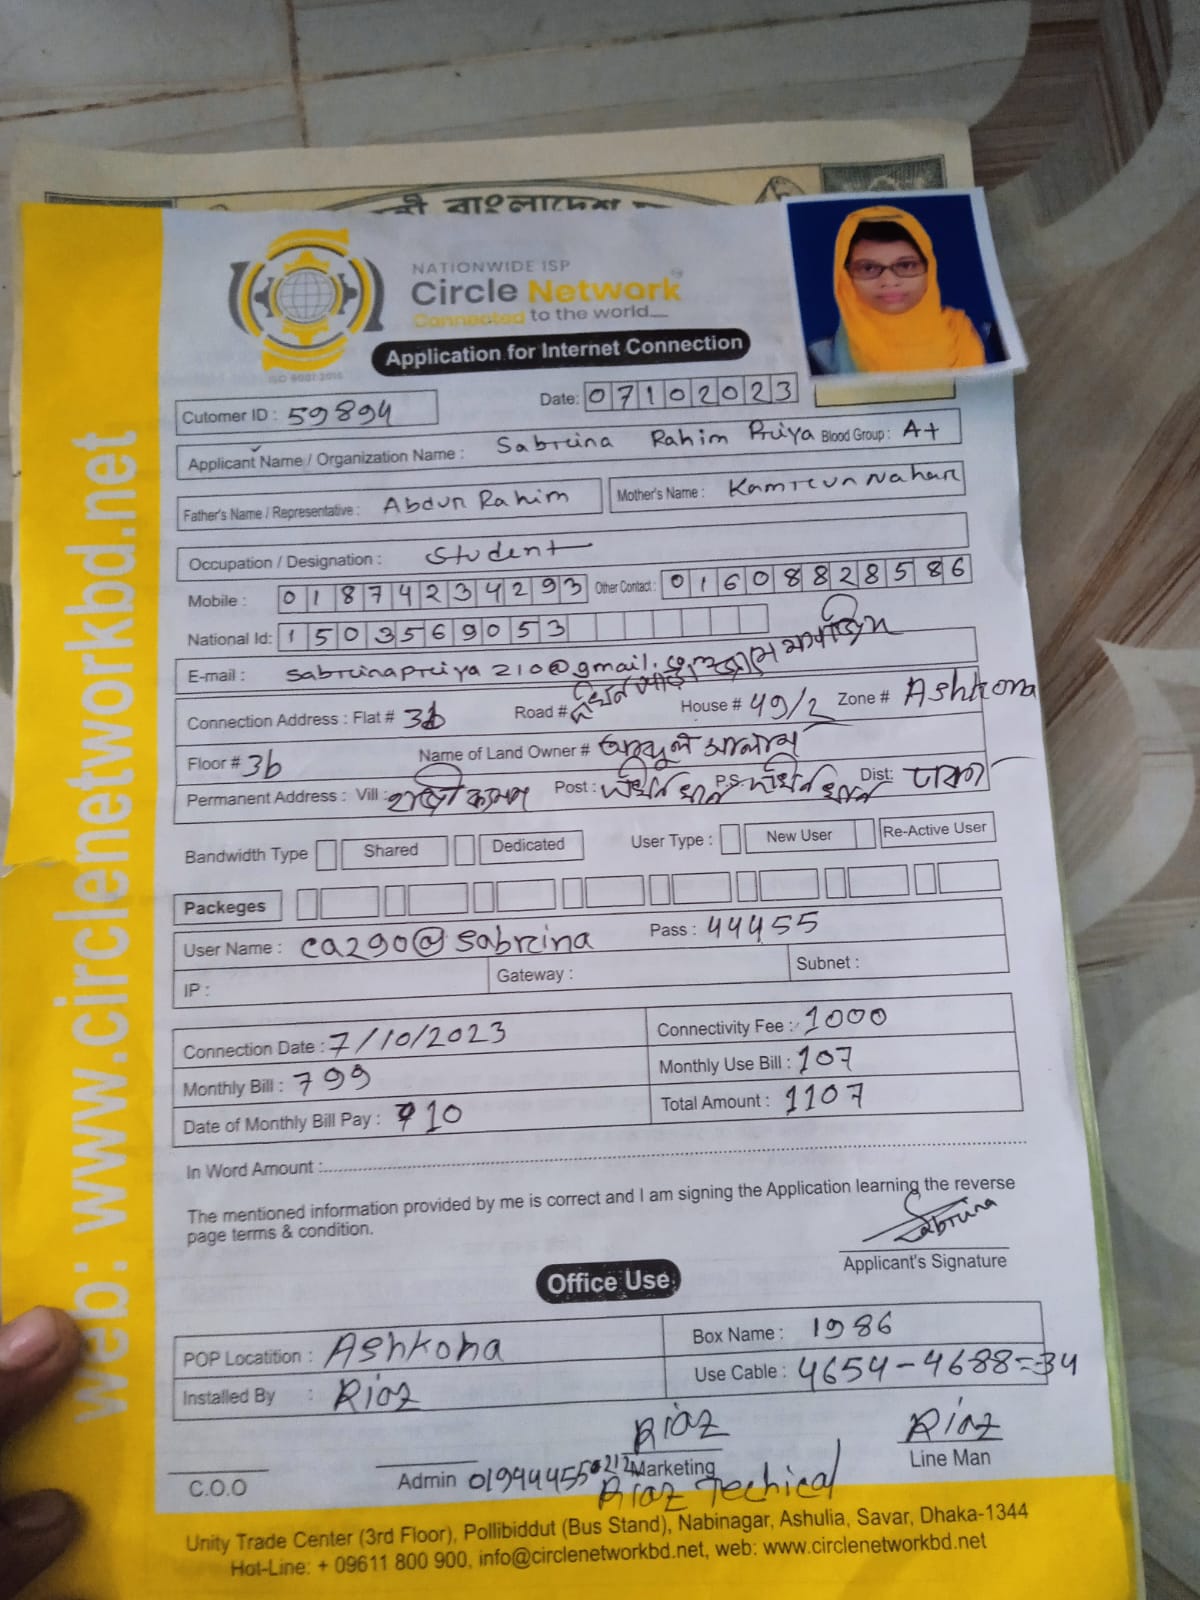 বাংলাদেশ
NATIONWIDE ISP
Circle Network
Connected to the world....
ISO 9001:2015
Application for Internet Connection
Cutomer ID : 59894 Date: 07102023
Applicant Name / Organization Name : Sabrina Rahim Priya Blood Group : A+
Father's Name / Representative : Abdur Rahim Mother's Name : Kamrun Nahar
Occupation / Designation : Student
Mobile : 01874234293 Other Contact : 01608828586
National Id: 1503569053
E-mail : sabrinapriya210@gmail.
Connection Address : Flat # 3b Road # House # 49/2 Zone # Ashkona
Floor # 3b Name of Land Owner # আব্দুল
Permanent Address : Vill : হাজী ক্যাম্প Post : দক্ষিনখান P.S. দক্ষিনখান Dist: ঢাকা
Bandwidth Type Shared Dedicated User Type : New User Re-Active User
Packeges
User Name : ca290@sabrina Pass : 44455
IP : Gateway : Subnet :
Connection Date : 7/10/2023 Connectivity Fee : 1000
Monthly Bill : 799 Monthly Use Bill : 107
Date of Monthly Bill Pay : 10 Total Amount : 1107
In Word Amount :
The mentioned information provided by me is correct and I am signing the Application learning the reverse
page terms & condition.
Sabrina
Applicant's Signature
Office Use
POP Locatition : Ashkona Box Name : 1986
Installed By : Riaz Use Cable : 4654-4688=34
Riaz Riaz
C.O.O Admin Marketing Line Man
Riaz Techical
Unity Trade Center (3rd Floor), Pollibiddut (Bus Stand), Nabinagar, Ashulia, Savar, Dhaka-1344
Hot-Line: + 09611 800 900, info@circlenetworkbd.net, web: www.circlenetworkbd.net
web: www.circlenetworkbd.net